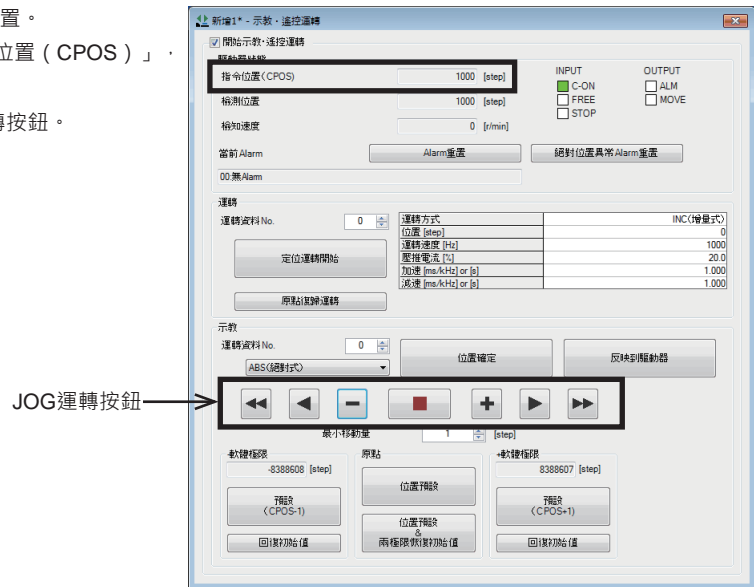 置。
位置（CPOS）」，
轉按鈕。
JOG運轉按鈕
新增1* - 示教・遙控運轉
開始示教・遙控運轉
驅動器狀態
指令位置(CPOS) 1000 [step]
檢測位置 1000 [step]
檢知速度 0 [r/min]
INPUT OUTPUT
C-ON ALM
FREE MOVE
STOP
當前Alarm Alarm重置 絕對位置異常Alarm重置
00:無Alarm
運轉
運轉資料No. 0
定位運轉開始
原點復歸運轉
運轉方式 INC(增量式)
位置 [step] 0
運轉速度 [Hz] 1000
壓推電流 [%] 20.0
加速 [ms/kHz] or [s] 1.000
減速 [ms/kHz] or [s] 1.000
示教
運轉資料No. 0
ABS(絕對式)
位置確定 反映到驅動器
最小移動量 1 [step]
-軟體極限
-8388608 [step]
預設
(CPOS-1)
回復初始值
原點
位置預設
位置預設
&
兩極限恢復初始值
+軟體極限
8388607 [step]
預設
(CPOS+1)
回復初始值